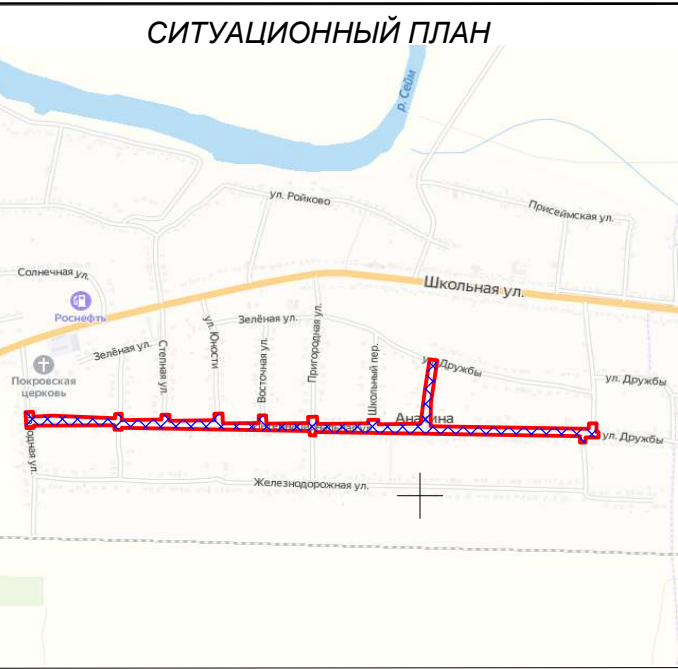 СИТУАЦИОННЫЙ ПЛАН
р. Сейм
ул. Ройково
Присеймская ул.
Солнечная ул.
Школьная ул.
Роснефть
Зелёная ул.
ул. Юности
Степная ул.
Зелёная ул.
Восточная ул.
Пригородная ул.
Школьный пер.
ул. Дружбы
Покровская
церковь
ул. Дружбы
ул. Дружбы
Железнодорожная ул.